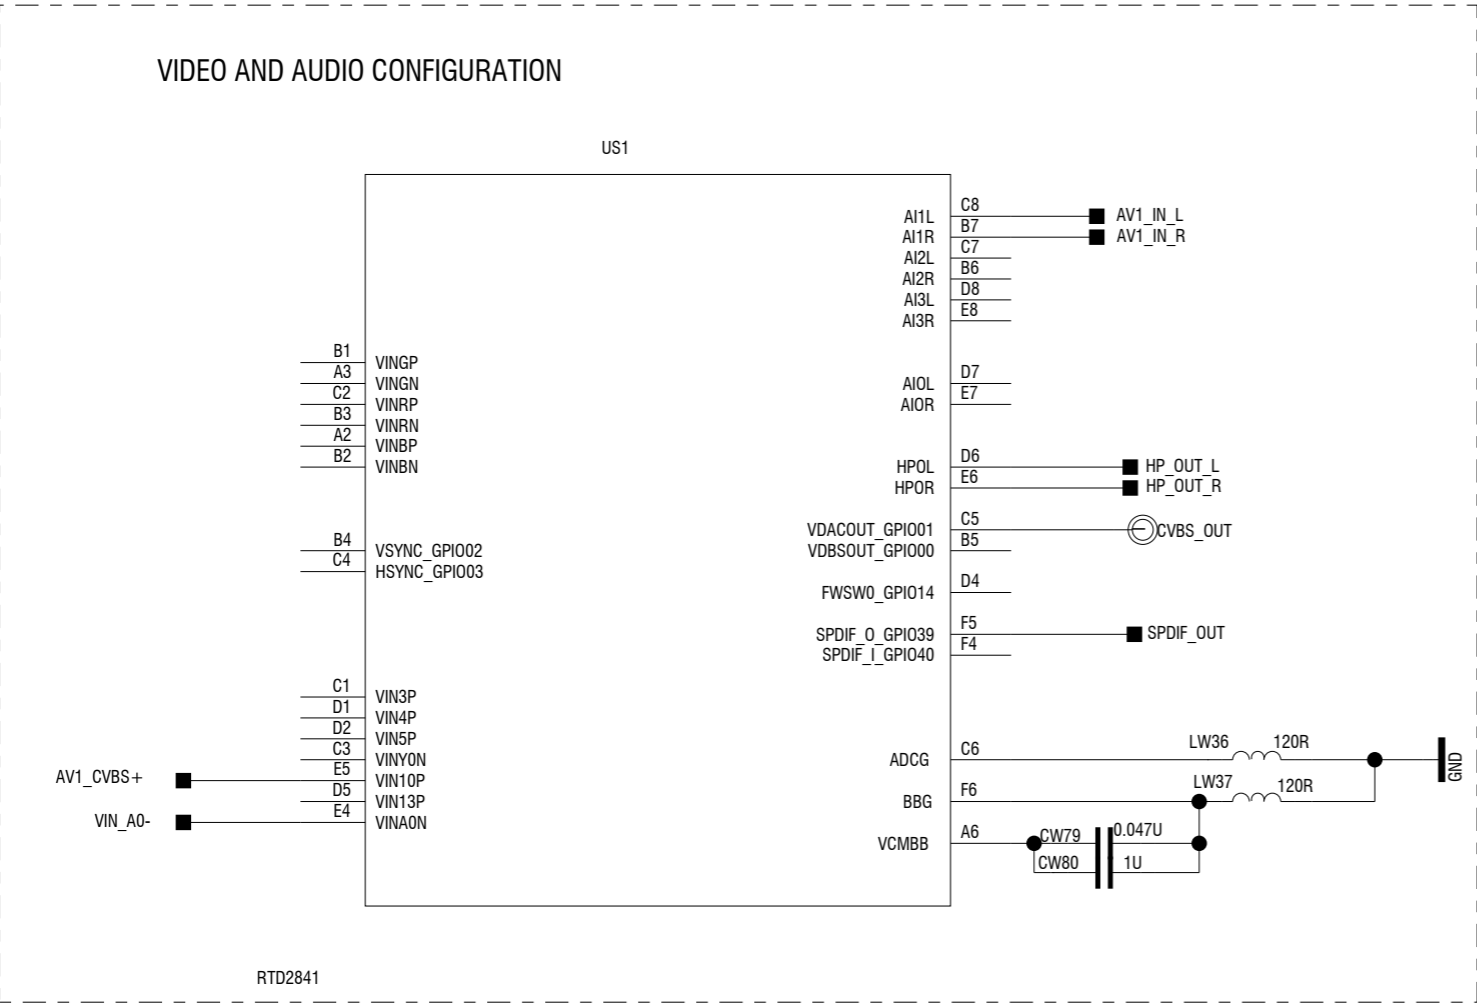 VIDEO AND AUDIO CONFIGURATION
US1
C8
AI1L
AV1_IN_L
B7
AI1R
AV1_IN_R
C7
AI2L
B6
AI2R
D8
AI3L
E8
AI3R
B1
VINGP
A3
VINGN
C2
VINRP
B3
VINRN
A2
VINBP
B2
VINBN
D7
AIOL
E7
AIOR
D6
HPOL
HP_OUT_L
E6
HPOR
HP_OUT_R
C5
VDACOUT_GPIO01
CVBS_OUT
B5
VDBSOUT_GPIO00
B4
VSYNC_GPIO02
C4
HSYNC_GPIO03
D4
FWSW0_GPIO14
F5
SPDIF_O_GPIO39
SPDIF_OUT
F4
SPDIF_I_GPIO40
C1
VIN3P
D1
VIN4P
D2
VIN5P
C3
VINY0N
E5
AV1_CVBS+
VIN10P
D5
VIN13P
E4
VIN_A0-
VINA0N
C6
ADCG
LW36 120R
GND
F6
BBG
LW37 120R
A6
VCMBB
CW79 0.047U
CW80 1U
RTD2841